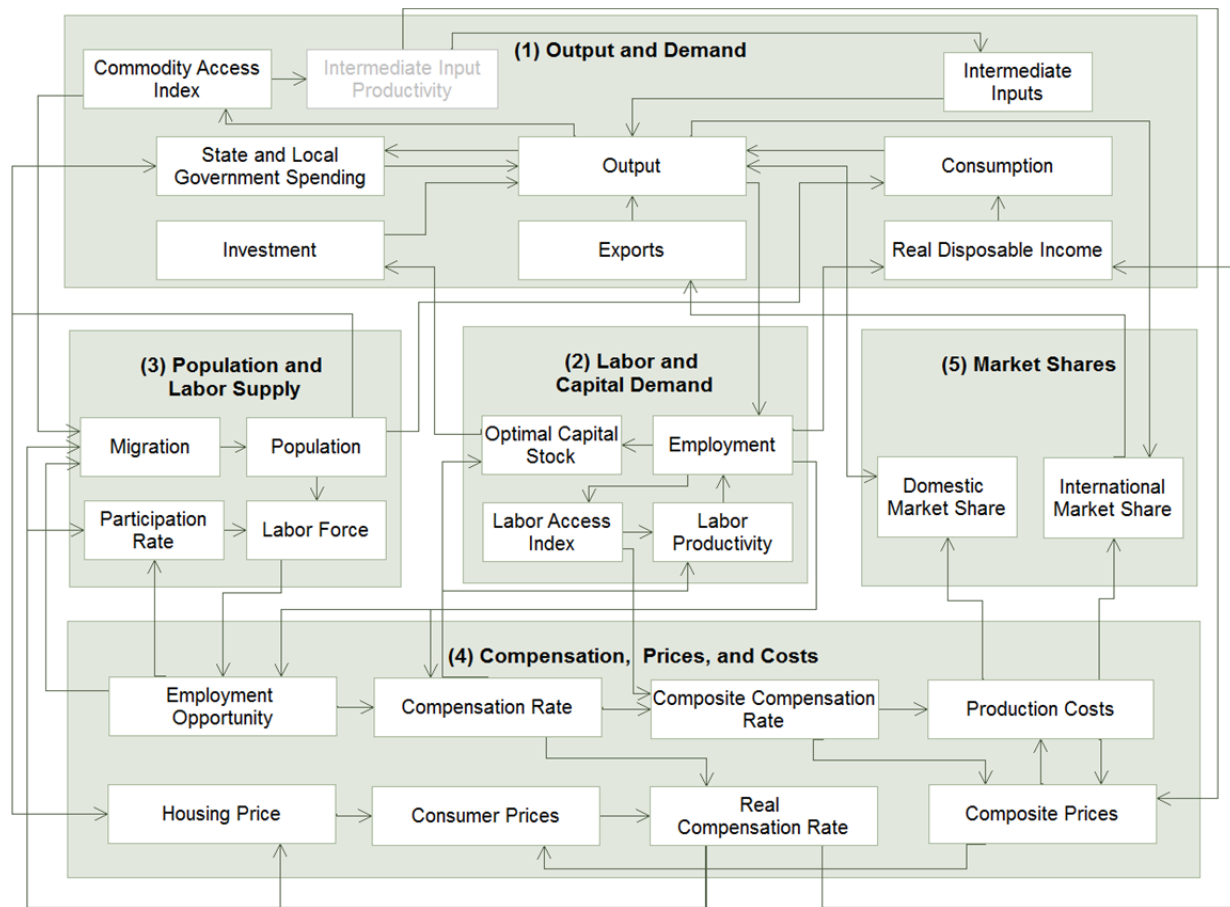 (1) Output and Demand
Commodity Access
Index
Intermediate Input
Productivity
Intermediate
Inputs
State and Local
Government Spending
Output
Consumption
Investment
Exports
Real Disposable Income
(3) Population and
Labor Supply
Migration
Population
Participation
Rate
Labor Force
(2) Labor and
Capital Demand
Optimal Capital
Stock
Employment
Labor Access
Index
Labor
Productivity
(5) Market Shares
Domestic
Market Share
International
Market Share
(4) Compensation, Prices, and Costs
Employment
Opportunity
Compensation Rate
Composite Compensation
Rate
Production Costs
Housing Price
Consumer Prices
Real
Compensation Rate
Composite Prices